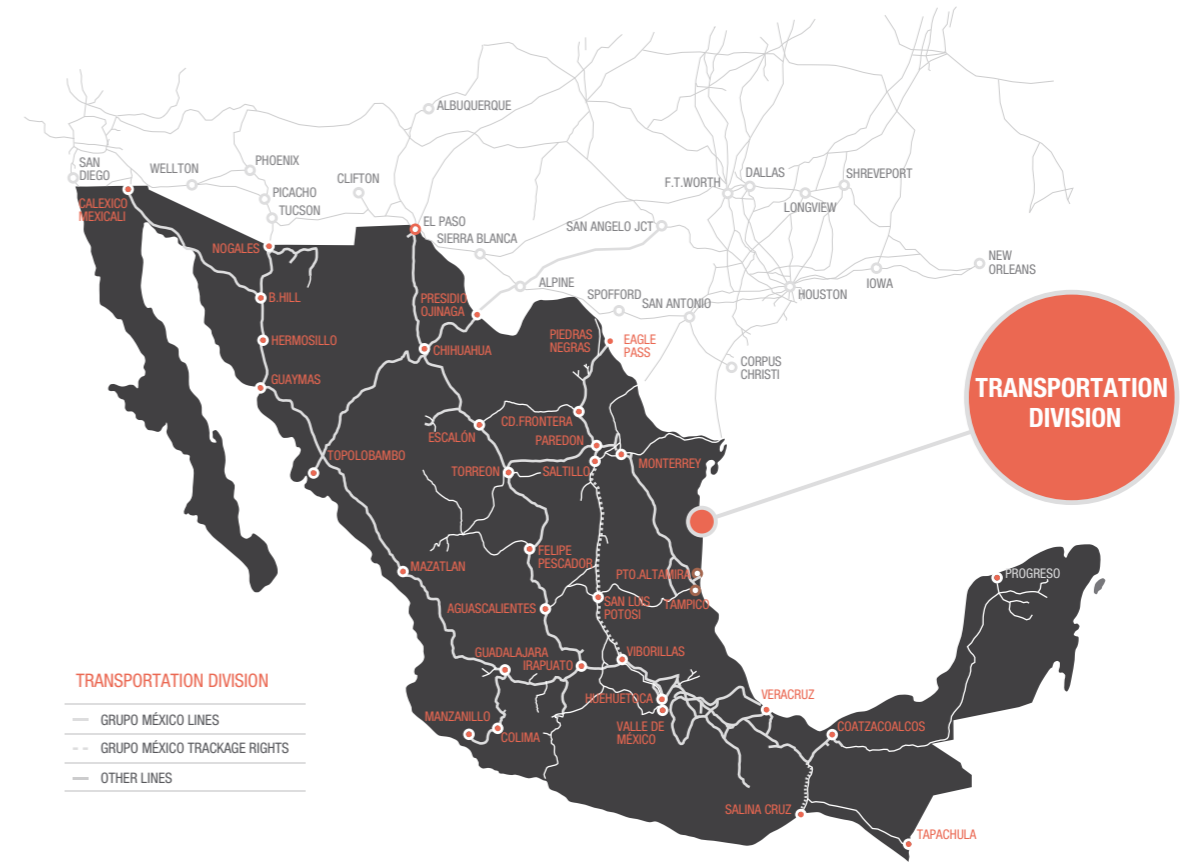 ALBUQUERQUE
SAN
DIEGO
WELLTON
PHOENIX
PICACHO
TUCSON
CLIFTON
EL PASO
SIERRA BLANCA
ALPINE
SAN ANGELO JCT
F.T.WORTH
DALLAS
LONGVIEW
SHREVEPORT
SPOFFORD
SAN ANTONIO
HOUSTON
IOWA
NEW
ORLEANS
CORPUS
CHRISTI
CALEXICO
MEXICALI
NOGALES
B.HILL
HERMOSILLO
GUAYMAS
PRESIDIO
OJINAGA
CHIHUAHUA
PIEDRAS
NEGRAS
EAGLE
PASS
TRANSPORTATION
DIVISION
ESCALÓN
CD.FRONTERA
PAREDON
TOPOLOBAMBO
TORREON
SALTILLO
MONTERREY
MAZATLAN
FELIPE
PESCADOR
PTO.ALTAMIRA
TAMPICO
PROGRESO
AGUASCALIENTES
SAN LUIS
POTOSI
GUADALAJARA
IRAPUATO
VIBORILLAS
HUEHUETOCA
VALLE DE
MÉXICO
MANZANILLO
COLIMA
VERACRUZ
COATZACOALCOS
SALINA CRUZ
TAPACHULA
TRANSPORTATION DIVISION
GRUPO MÉXICO LINES
GRUPO MÉXICO TRACKAGE RIGHTS
OTHER LINES